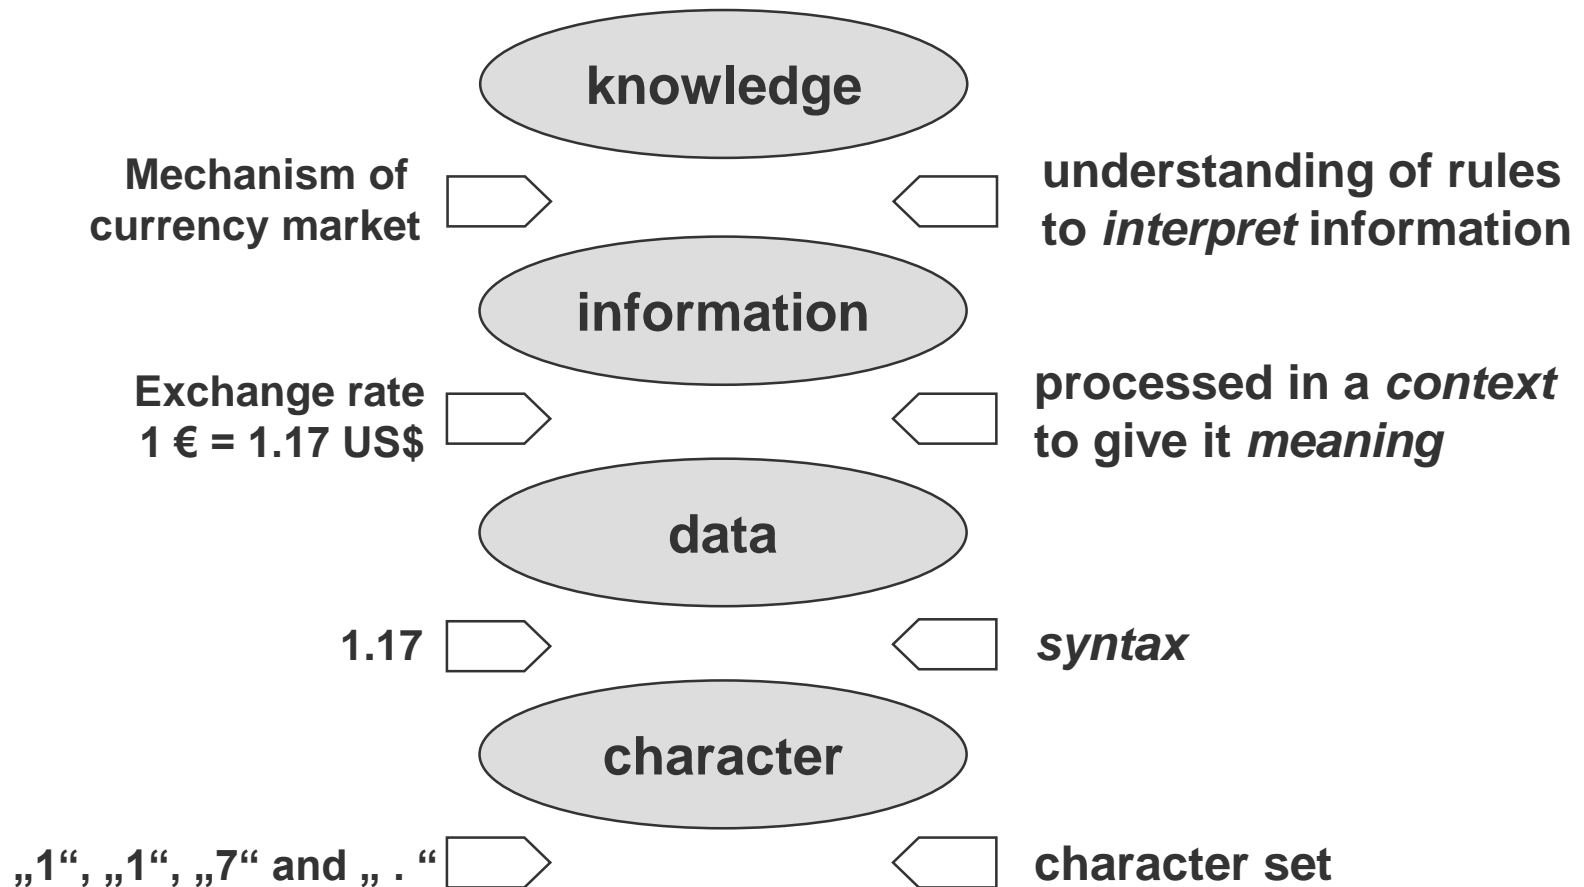 knowledge
Mechanism of
currency market
understanding of rules
to interpret information
information
Exchange rate
1 € = 1.17 US$
processed in a context
to give it meaning
data
1.17
syntax
character
„1“, „1“, „7“ and „ . “
character set